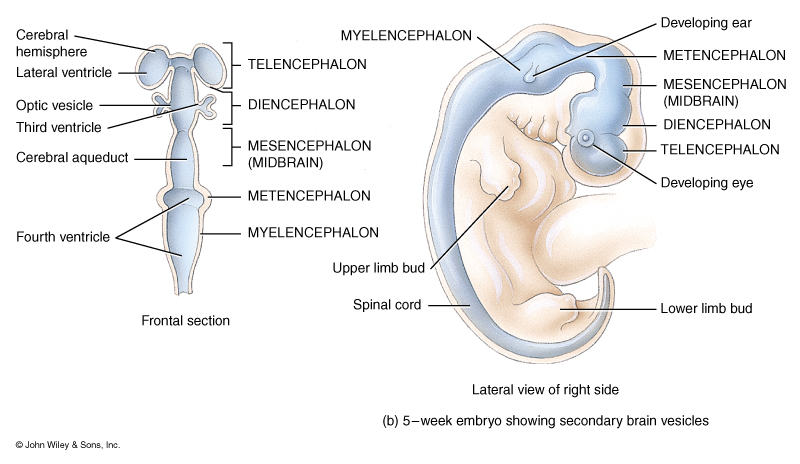 Cerebral
hemisphere
Lateral ventricle
Optic vesicle
Third ventricle
Cerebral aqueduct
Fourth ventricle
TELENCEPHALON
DIENCEPHALON
MESENCEPHALON
(MIDBRAIN)
METENCEPHALON
MYELENCEPHALON
Frontal section
MYELENCEPHALON
Upper limb bud
Spinal cord
Developing ear
METENCEPHALON
MESENCEPHALON
(MIDBRAIN)
DIENCEPHALON
TELENCEPHALON
Developing eye
Lower limb bud
Lateral view of right side
(b) 5–week embryo showing secondary brain vesicles
© John Wiley & Sons, Inc.